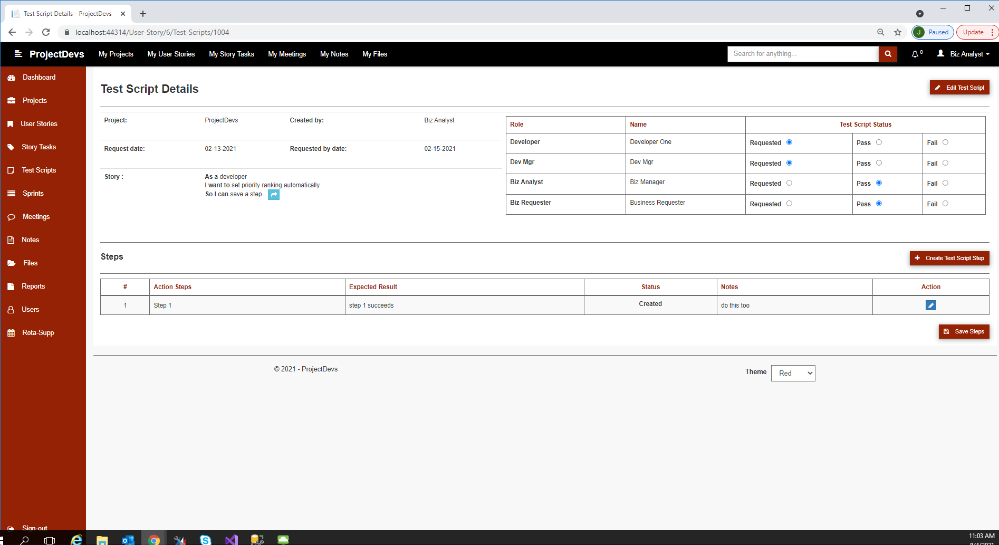 Test Script Details - ProjectDevs
localhost:44314/User-Story/6/Test-Scripts/1004
J Paused
Update
ProjectDevs My Projects My User Stories My Story Tasks My Meetings My Notes My Files
Search for anything...
0
Biz Analyst
Dashboard
Projects
User Stories
Story Tasks
Test Scripts
Sprints
Meetings
Notes
Files
Reports
Users
Rota-Supp
Sign-out
Test Script Details
Edit Test Script
Project: ProjectDevs Created by: Biz Analyst
Request date: 02-13-2021 Requested by date: 02-15-2021
Story : As a developer
I want to set priority ranking automatically
So I can save a step
Role Name Test Script Status
Developer Developer One Requested Pass Fail
Dev Mgr Dev Mgr Requested Pass Fail
Biz Analyst Biz Manager Requested Pass Fail
Biz Requester Business Requester Requested Pass Fail
Steps
Create Test Script Step
# Action Steps Expected Result Status Notes Action
1 Step 1 step 1 succeeds Created do this too
Save Steps
© 2021 - ProjectDevs
Theme Red
11:03 AM
8/4/2021